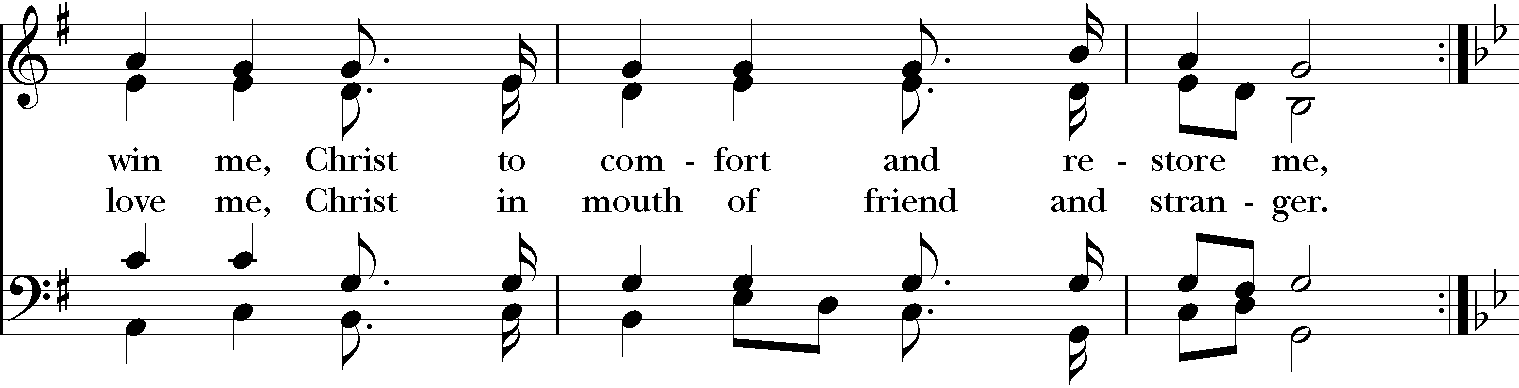 win me, Christ to com - fort and re - store me,
love me, Christ in mouth of friend and stran - ger.